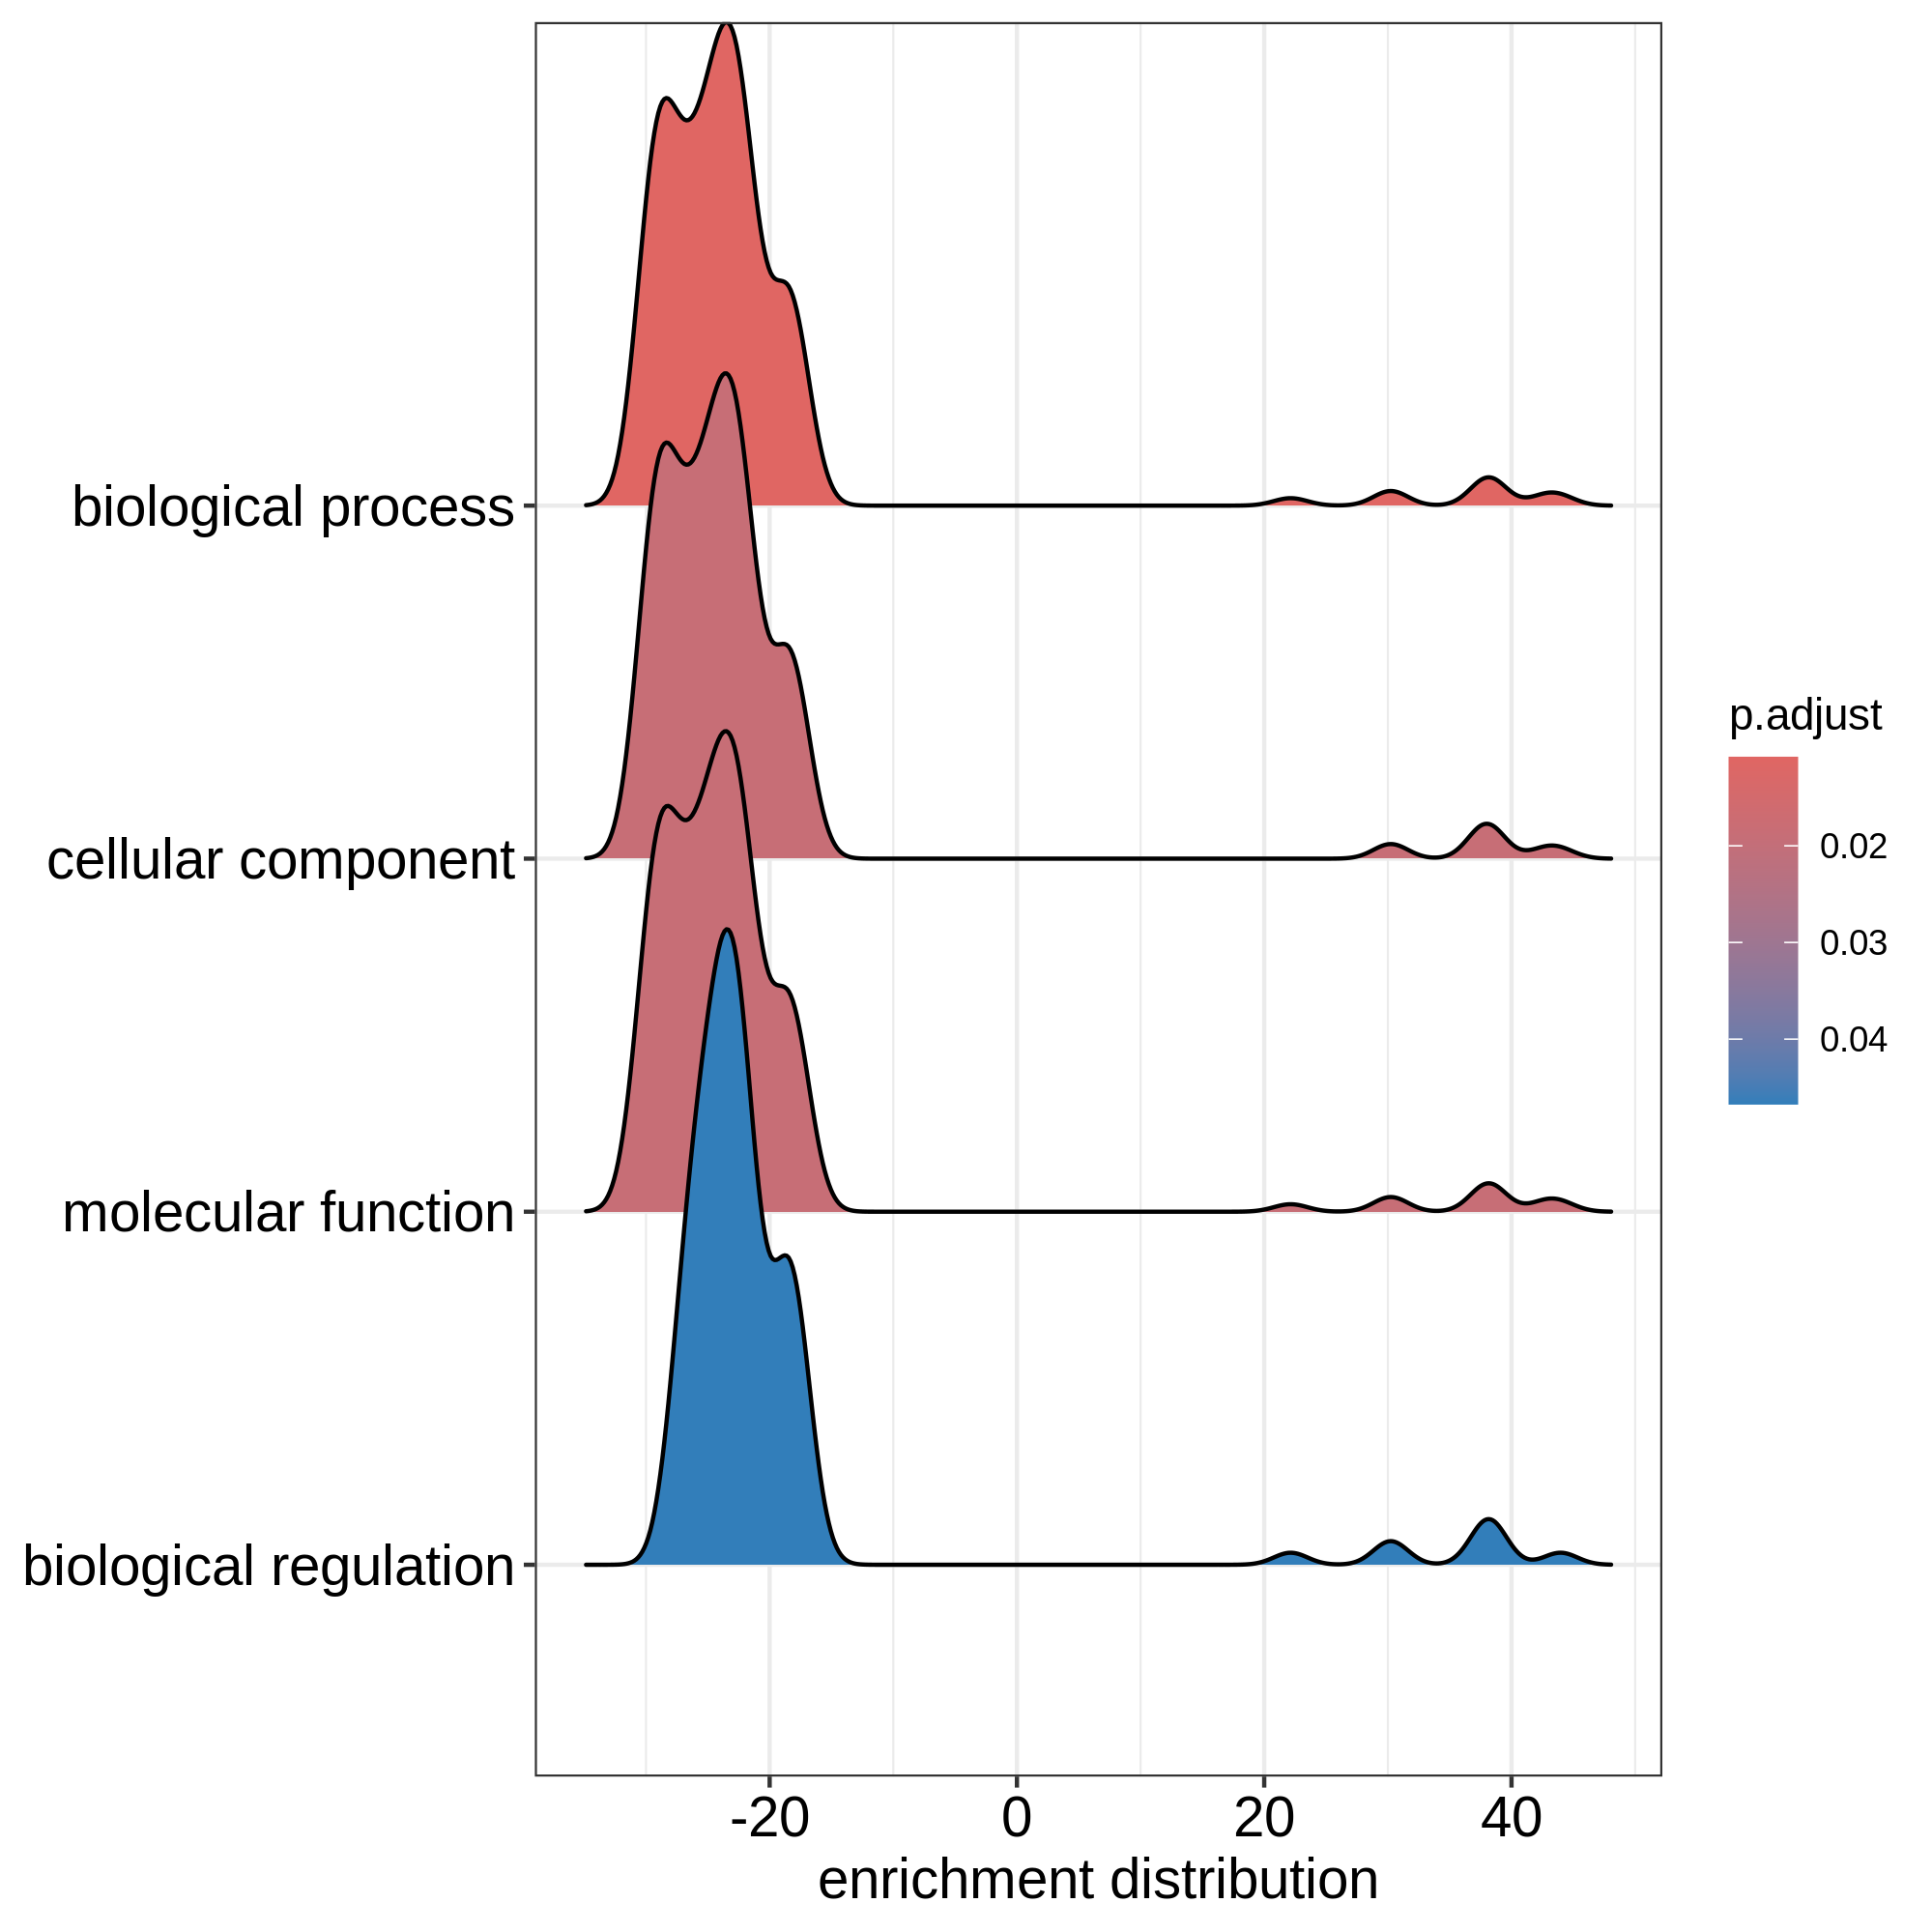 biological process
cellular component
molecular function
biological regulation
-20 0 20 40
enrichment distribution
p.adjust
0.02
0.03
0.04